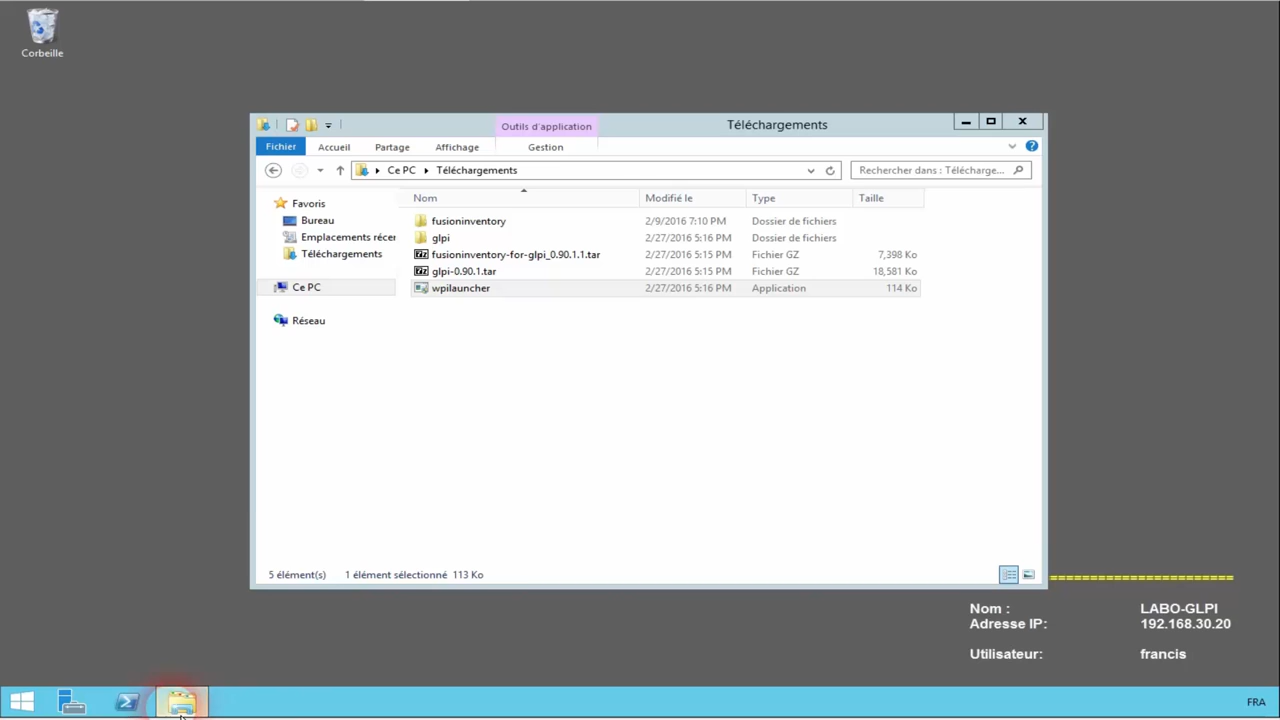 Corbeille
Outils d'application
Téléchargements
Fichier
Accueil
Partage
Affichage
Gestion
Ce PC
Téléchargements
Rechercher dans : Télécharge...
Nom
Modifié le
Type
Taille
Favoris
Bureau
Emplacements récer
Téléchargements
Ce PC
Réseau
fusioninventory 2/9/2016 7:10 PM Dossier de fichiers
glpi 2/27/2016 5:16 PM Dossier de fichiers
fusioninventory-for-glpi_0.90.1.1.tar 2/27/2016 5:15 PM Fichier GZ 7,398 Ko
glpi-0.90.1.tar 2/27/2016 5:15 PM Fichier GZ 18,581 Ko
wpilauncher 2/27/2016 5:16 PM Application 114 Ko
5 élément(s) 1 élément sélectionné 113 Ko
Nom : LABO-GLPI
Adresse IP: 192.168.30.20
Utilisateur: francis
FRA